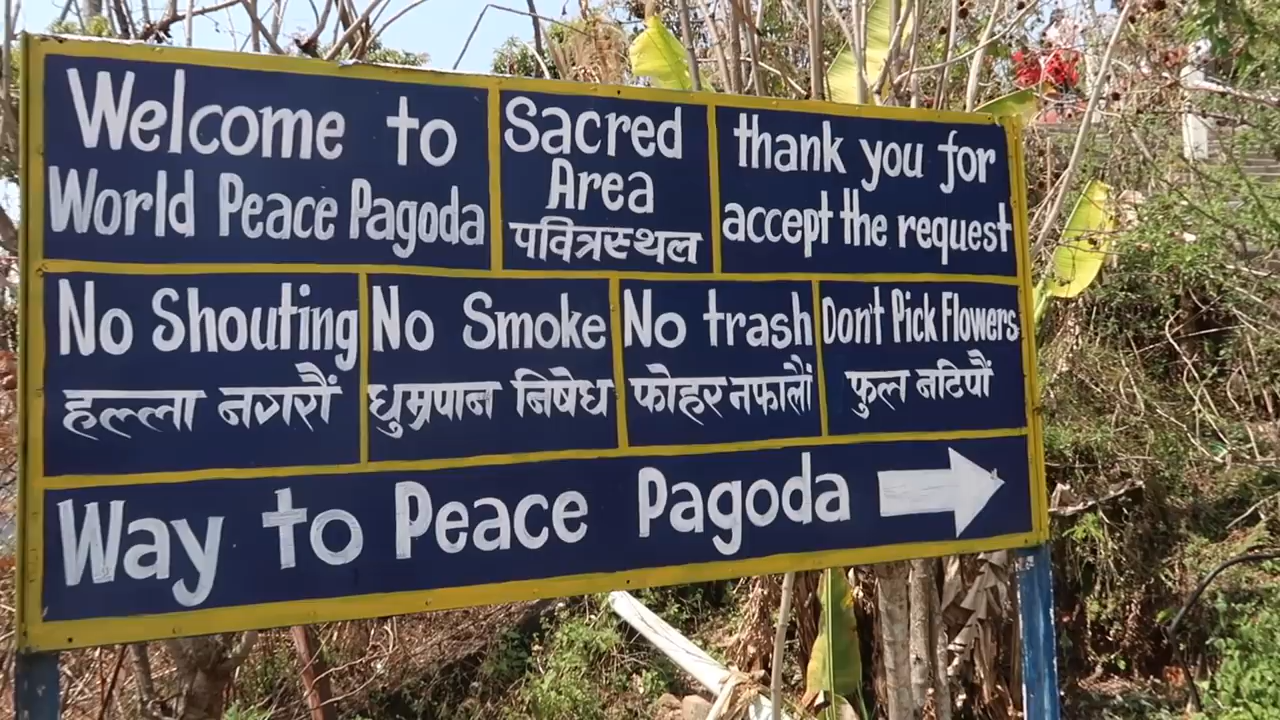 Welcome to
World Peace Pagoda
Sacred
Area
पवित्रस्थल
thank you for
accept the request
No Shouting
हल्ला नगरौं
No Smoke
धुम्रपान निषेध
No trash
फोहर नफालौं
Don't Pick Flowers
फुल नटिपौं
Way to Peace Pagoda